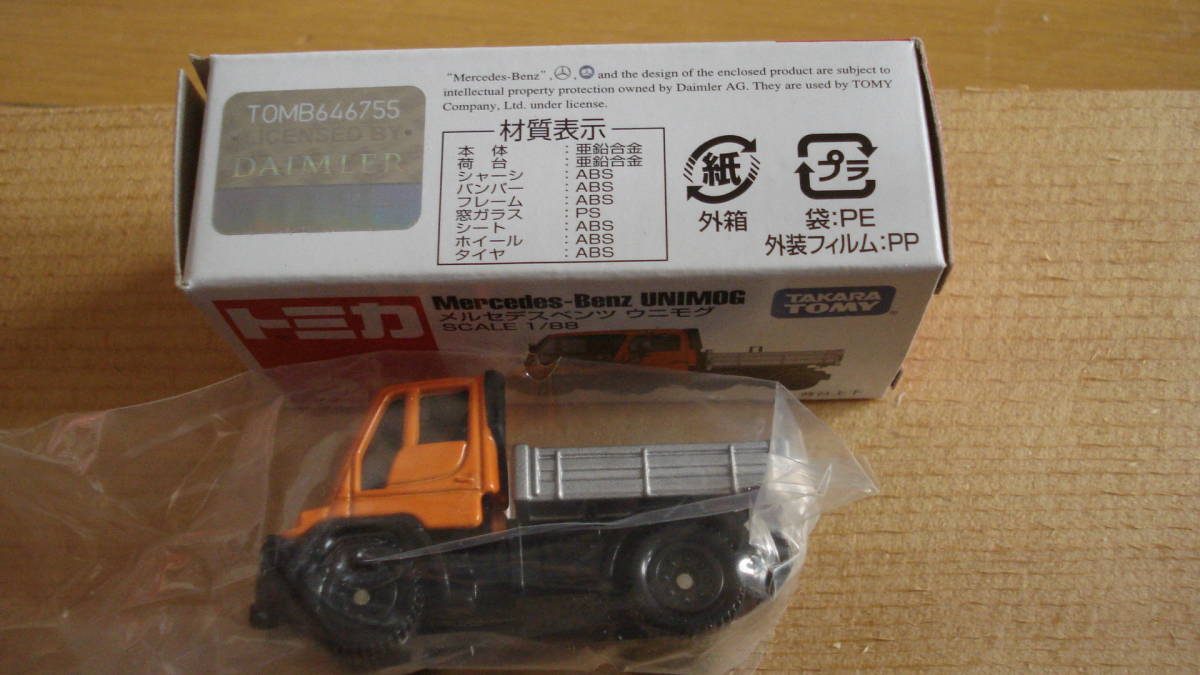 TOMB646755
LICENSED BY
DAIMLER
"Mercedes-Benz", , and the design of the enclosed product are subject to
intellectual property protection owned by Daimler AG. They are used by TOMY
Company, Ltd. under license.
材質表示
本体 : 亜鉛合金
荷台 : 亜鉛合金
シャーシ : ABS
バンパー : ABS
フレーム : ABS
窓ガラス : PS
シート : ABS
ホイール : ABS
タイヤ : ABS
紙
外箱
プラ
袋:PE
外装フィルム:PP
トミカ
Mercedes-Benz UNIMOG
メルセデスベンツ ウニモグ
SCALE 1/88
TAKARA
TOMY